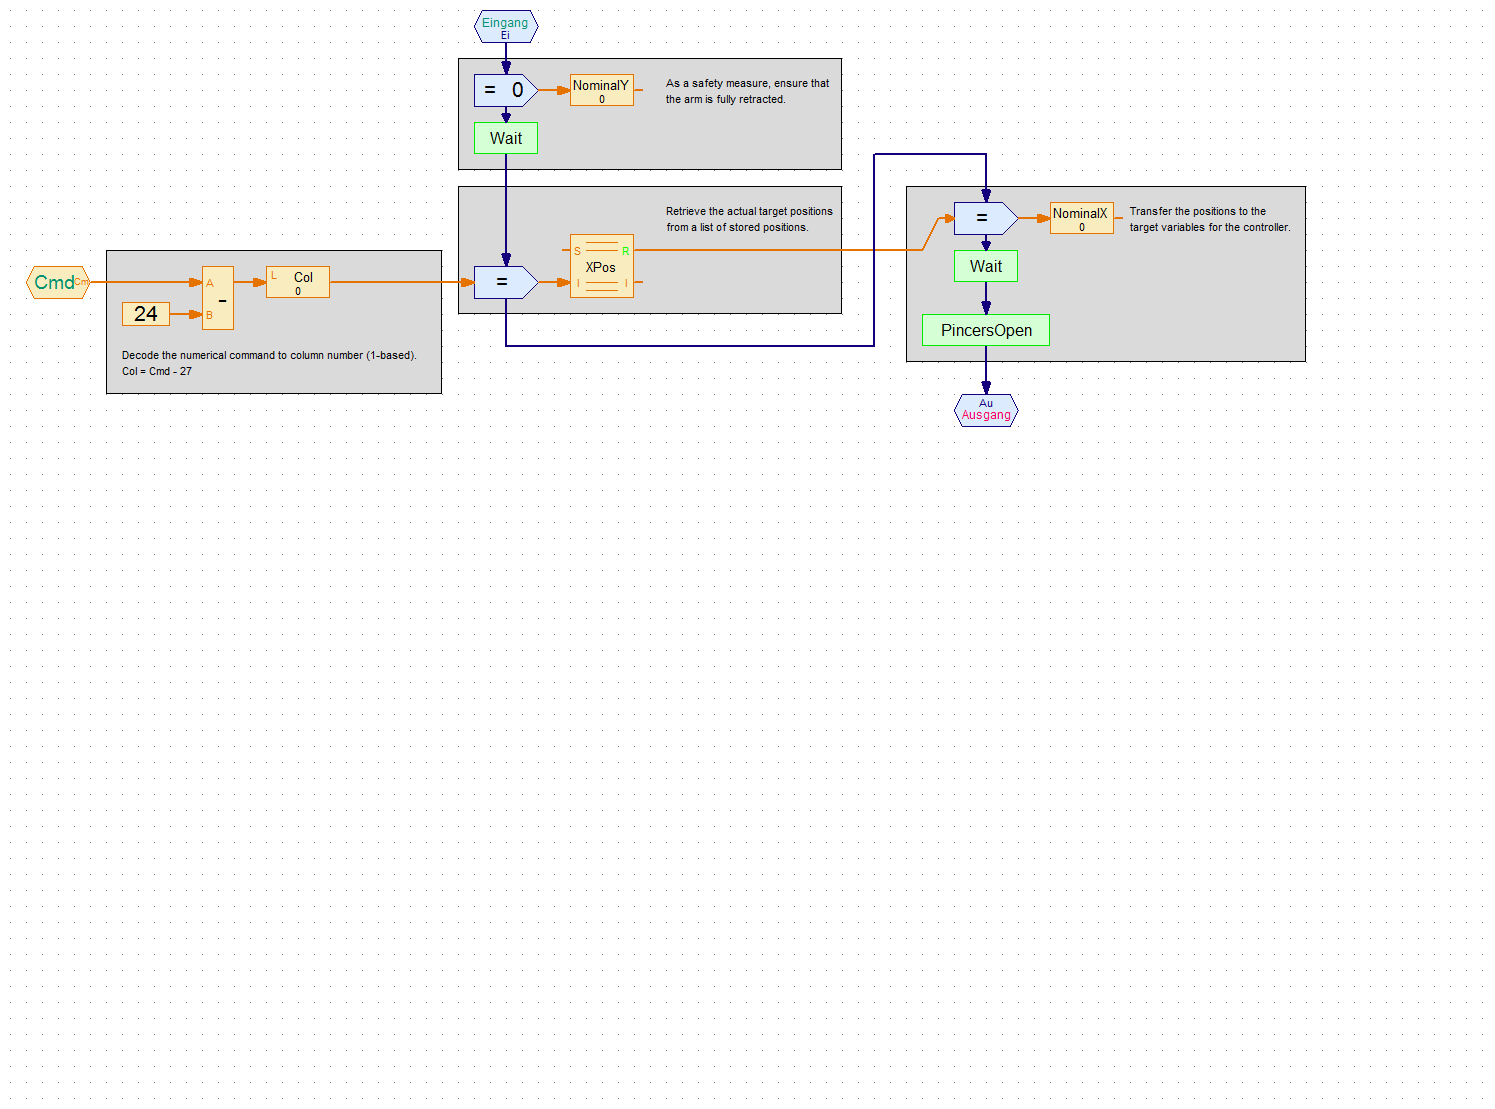 Eingang
Ei
= 0
NominalY
0
As a safety measure, ensure that
the arm is fully retracted.
Wait
Retrieve the actual target positions
from a list of stored positions.
S R
XPos
I I
=
Cmd Cm
A
B
-
24
L Col
0
Decode the numerical command to column number (1-based).
Col = Cmd - 27
=
NominalX
0
Transfer the positions to the
target variables for the controller.
Wait
PincersOpen
Au
Ausgang